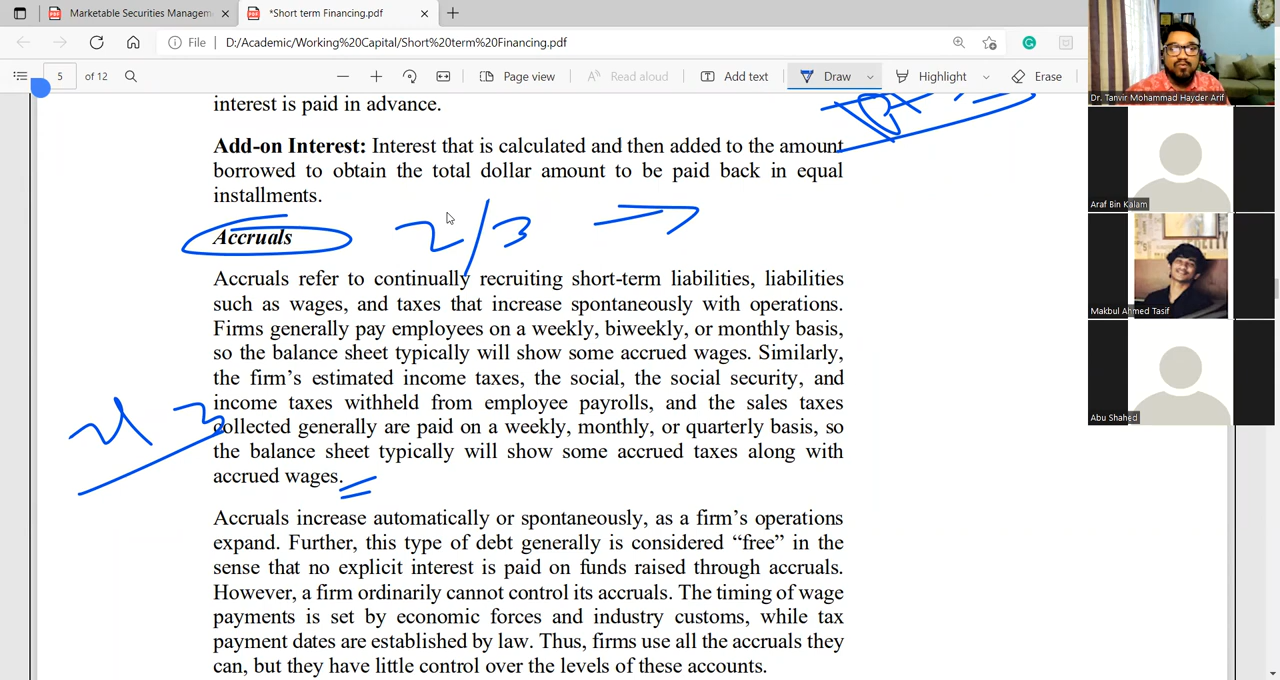 Marketable Securities Managem
*Short term Financing.pdf
File
D:/Academic/Working%20Capital/Short%20term%20Financing.pdf
5
of 12
Page view
Read aloud
Add text
Draw
Highlight
Erase
interest is paid in advance.
Add-on Interest: Interest that is calculated and then added to the amount
borrowed to obtain the total dollar amount to be paid back in equal
installments.
Accruals
2/3
Accruals refer to continually recruiting short-term liabilities, liabilities
such as wages, and taxes that increase spontaneously with operations.
Firms generally pay employees on a weekly, biweekly, or monthly basis,
so the balance sheet typically will show some accrued wages. Similarly,
the firm’s estimated income taxes, the social, the social security, and
income taxes withheld from employee payrolls, and the sales taxes
collected generally are paid on a weekly, monthly, or quarterly basis, so
the balance sheet typically will show some accrued taxes along with
accrued wages.
Accruals increase automatically or spontaneously, as a firm’s operations
expand. Further, this type of debt generally is considered “free” in the
sense that no explicit interest is paid on funds raised through accruals.
However, a firm ordinarily cannot control its accruals. The timing of wage
payments is set by economic forces and industry customs, while tax
payment dates are established by law. Thus, firms use all the accruals they
can, but they have little control over the levels of these accounts.
Dr. Tanvir Mohammad Hayder Arif
Araf Bin Kalam
Makbul Ahmed Tasif
Abu Shahed